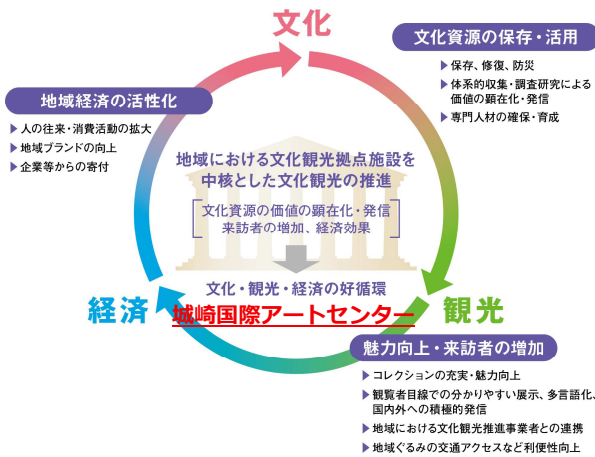 文化
文化資源の保存・活用
▶保存、修復、防災
▶体系的収集・調査研究による
価値の顕在化・発信
▶専門人材の確保・育成
地域経済の活性化
▶人の往来・消費活動の拡大
▶地域ブランドの向上
▶企業等からの寄付
地域における文化観光拠点施設を
中核とした文化観光の推進
文化資源の価値の顕在化・発信
来訪者の増加、経済効果
文化・観光・経済の好循環
城崎国際アートセンター
経済
観光
魅力向上・来訪者の増加
▶コレクションの充実・魅力向上
▶観覧者目線での分かりやすい展示、多言語化、
国内外への積極的発信
▶地域における文化観光推進事業者との連携
▶地域ぐるみの交通アクセスなど利便性向上